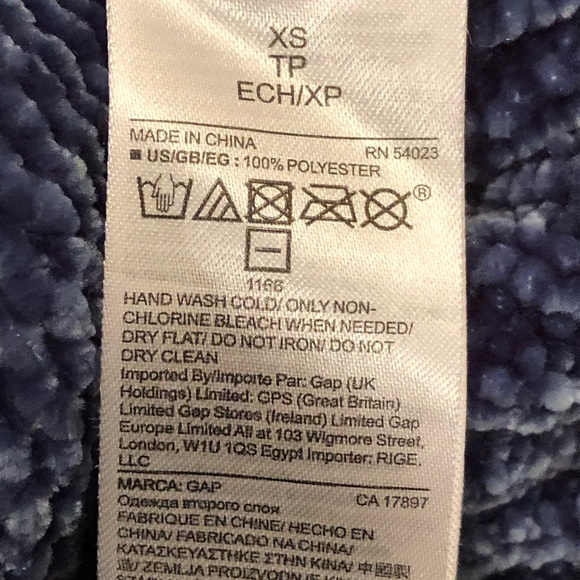 XS
TP
ECH/XP
MADE IN CHINA RN 54023
US/GB/EG : 100% POLYESTER
®
1166
HAND WASH COLD/ ONLY NON-
CHLORINE BLEACH WHEN NEEDED/
DRY FLAT/ DO NOT IRON/ DO NOT
DRY CLEAN
Imported By/Importe Par: Gap (UK
Holdings) Limited: GPS (Great Britain)
Limited Gap Stores (Ireland) Limited Gap
Europe Limited All at 103 Wigmore Street,
London, W1U 1QS Egypt Importer: RIGE,
LLC
MARCA: GAP CA 17897
Одежда второго слоя
FABRIQUE EN CHINE/ HECHO EN
CHINA/ FABRICADO NA CHINA/
ΚΑΤΑΣΚΕΥΑΣΤΗΚΕ ΣΤΗΝ ΚΙΝΑ/ 中國製
造/ ZEMLJA PROIZVODNJE